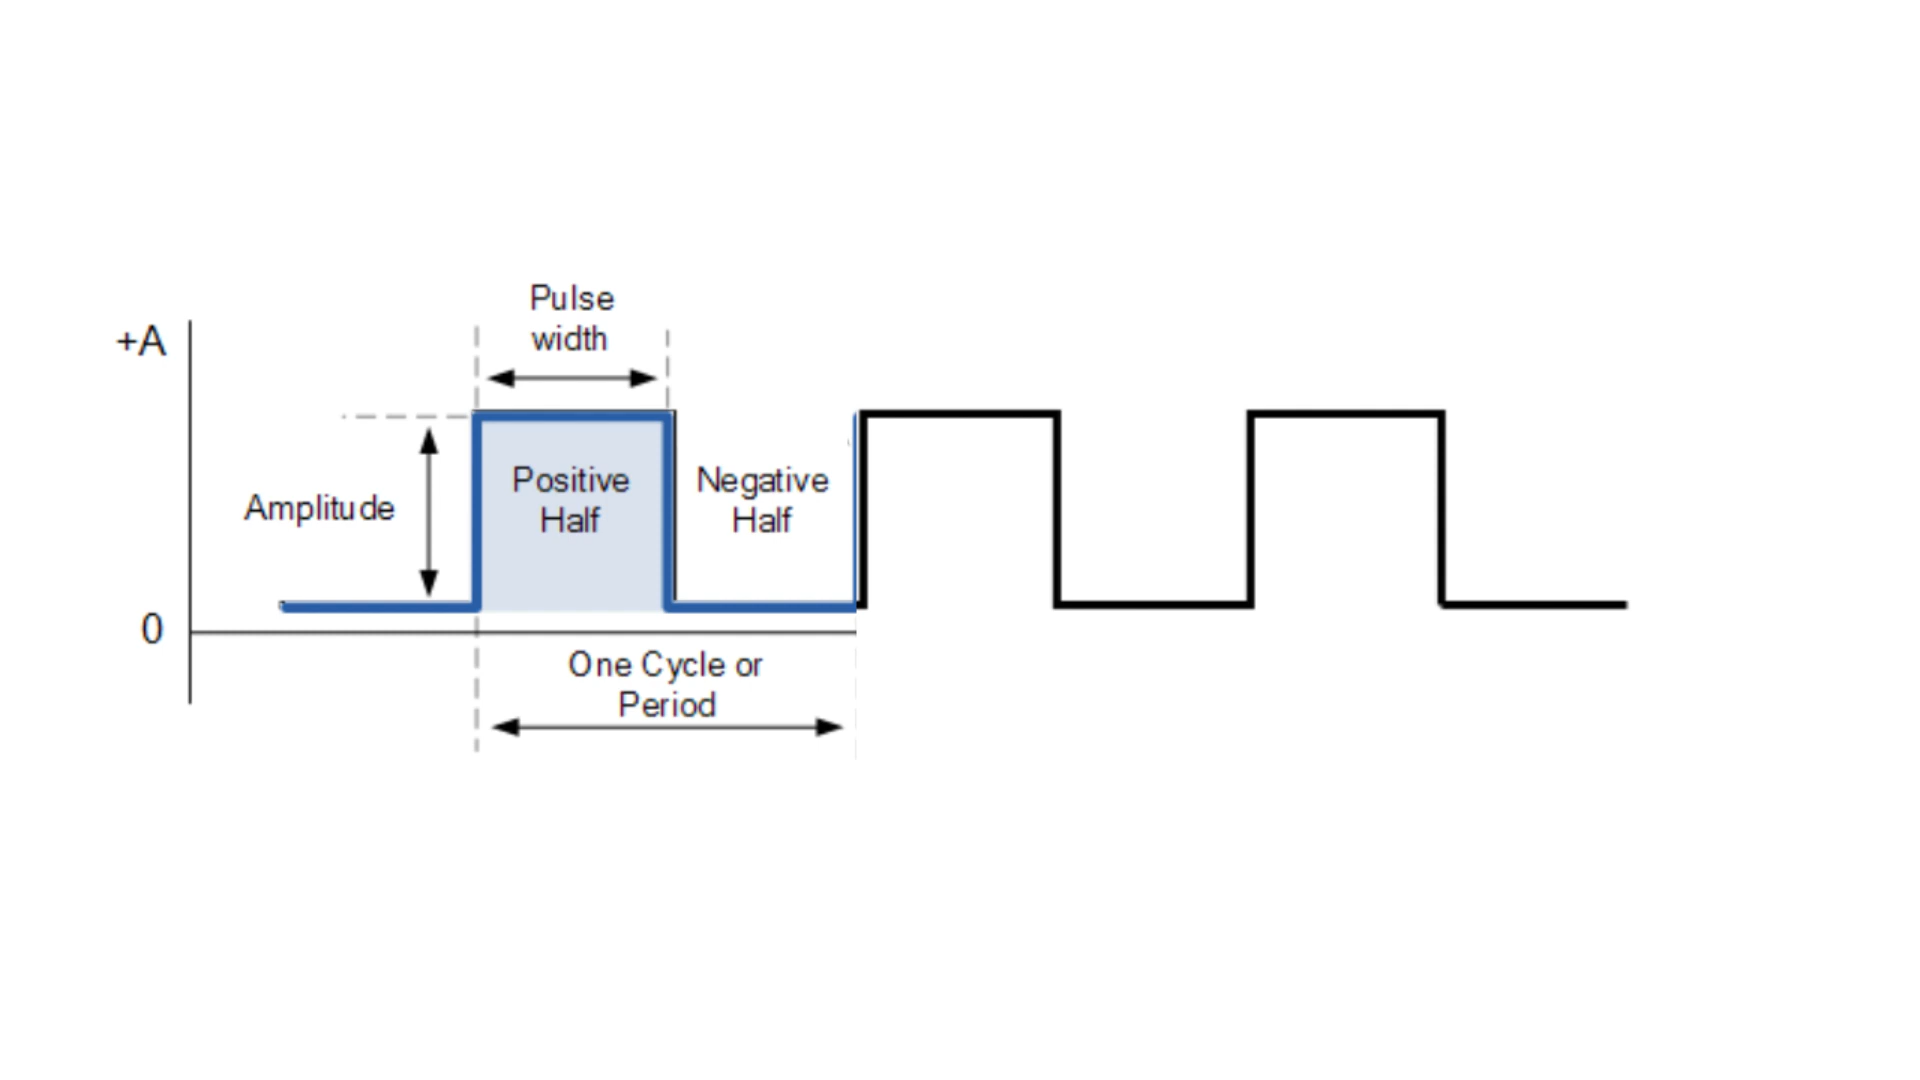 Pulse
width
+A
Positive
Half
Negative
Half
Amplitude
0
One Cycle or
Period